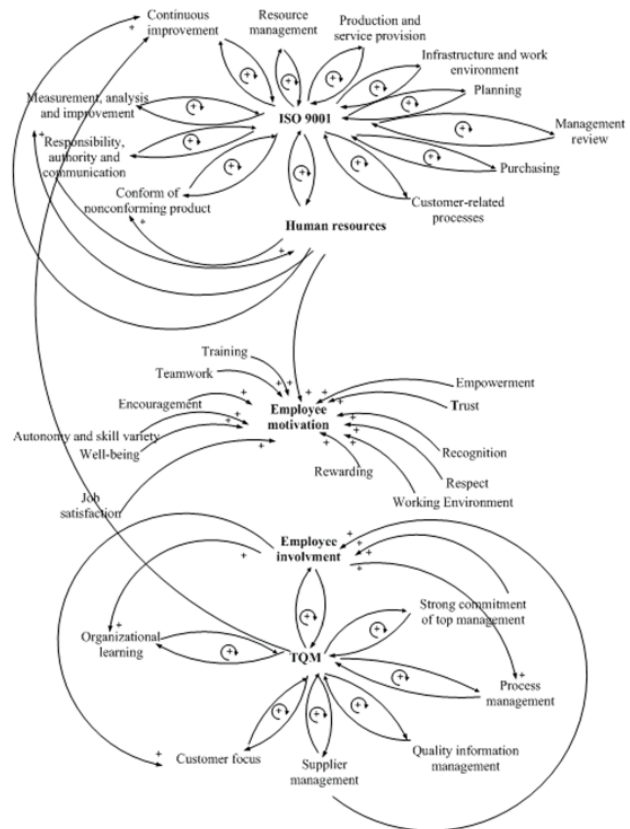 Continuous
improvement
Resource
management
Production and
service provision
Infrastructure and work
environment
Planning
Measurement, analysis
and improvement
ISO 9001
Management
review
Responsibility,
authority and
communication
Purchasing
Conform of
nonconforming product
Customer-related
processes
Human resources
Training
Teamwork
Empowerment
Encouragement
Trust
Employee
motivation
Autonomy and skill variety
Well-being
Recognition
Rewarding
Respect
Job
satisfaction
Working Environment
Employee
involvment
Strong commitment
of top management
Organizational
learning
TQM
Process
management
Customer focus
Supplier
management
Quality information
management